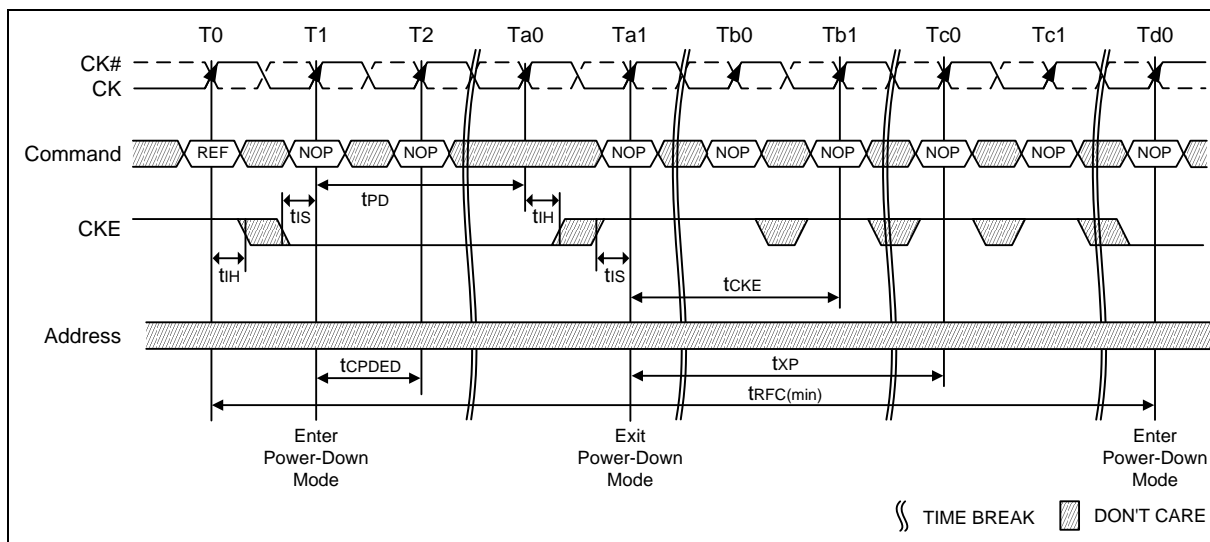 T0 T1 T2 Ta0 Ta1 Tb0 Tb1 Tc0 Tc1 Td0
CK#
CK
Command REF NOP NOP NOP NOP NOP NOP NOP NOP
tIS tPD tIH
CKE
tIH tIS
tCKE
Address
tCPDED tXP
tRFC(min)
Enter Power-Down Mode
Exit Power-Down Mode
Enter Power-Down Mode
TIME BREAK DON'T CARE